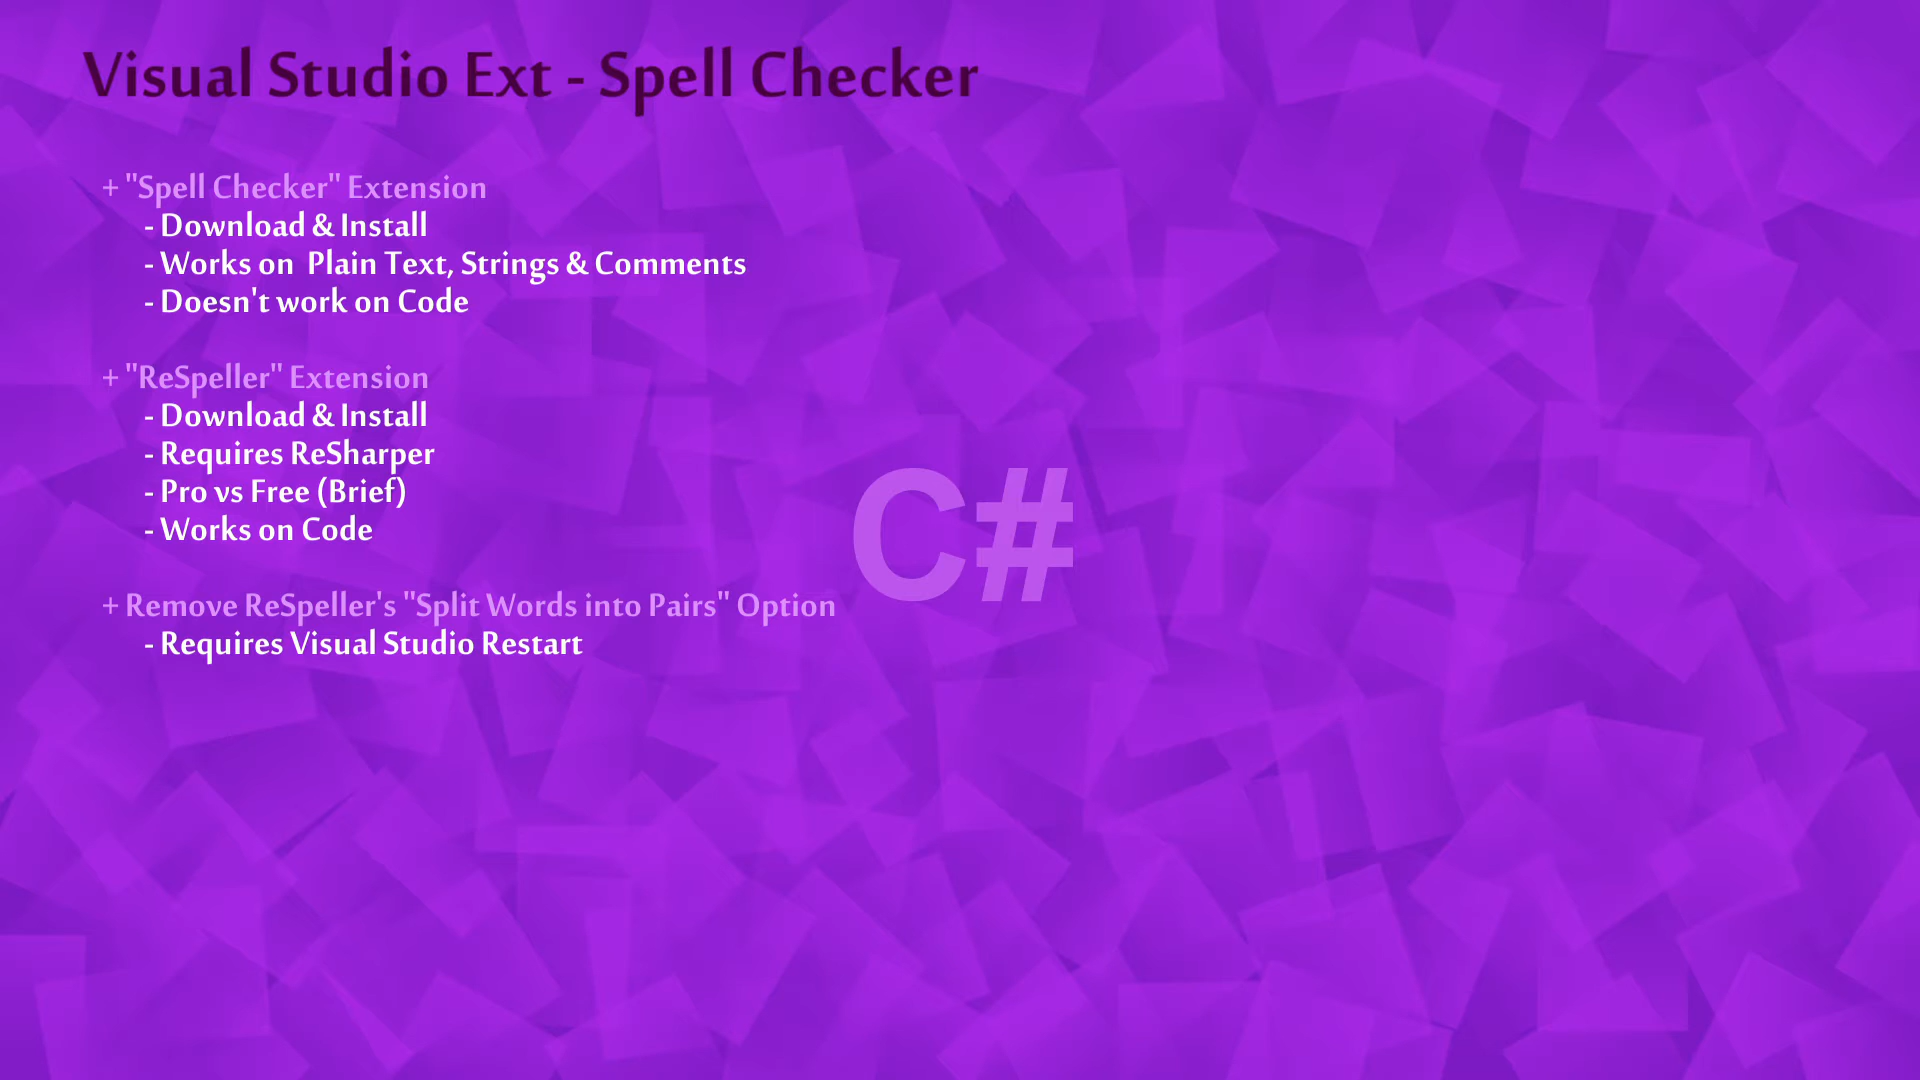 Visual Studio Ext - Spell Checker
+ "Spell Checker" Extension
- Download & Install
- Works on  Plain Text, Strings & Comments
- Doesn't work on Code
+ "ReSpeller" Extension
- Download & Install
- Requires ReSharper
- Pro vs Free (Brief)
- Works on Code
C#
+ Remove ReSpeller's "Split Words into Pairs" Option
- Requires Visual Studio Restart